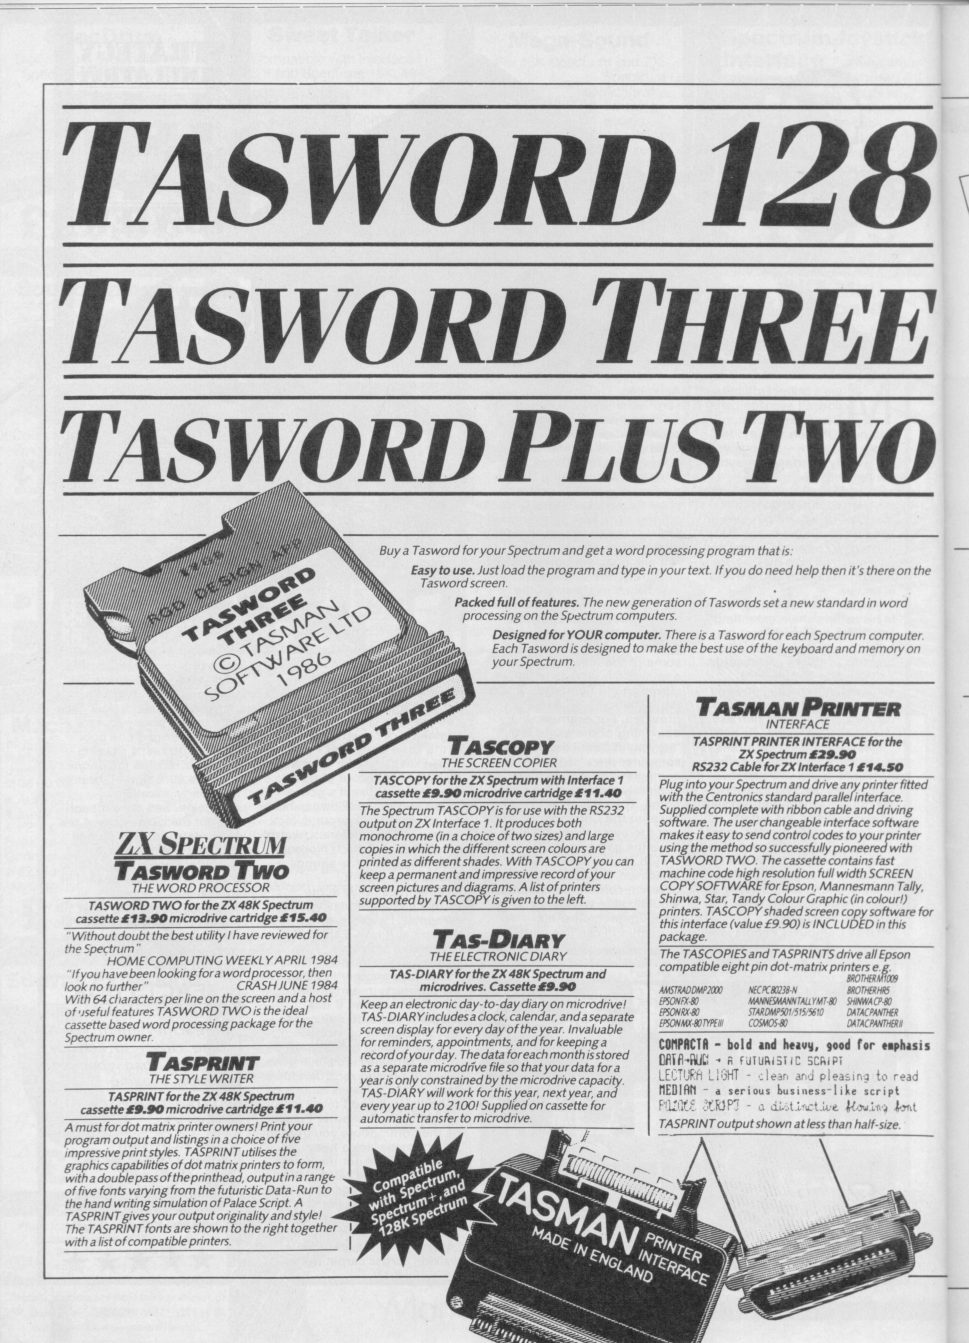 TASWORD 128
TASWORD THREE
TASWORD PLUS TWO
RGD DESIGN APP
TASWORD
THREE
© TASMAN
SOFTWARE LTD
1986
TASWORD THREE
Buy a Tasword for your Spectrum and get a word processing program that is:
Easy to use. Just load the program and type in your text. If you do need help then it's there on the
Tasword screen.
Packed full of features. The new generation of Taswords set a new standard in word
processing on the Spectrum computers.
Designed for YOUR computer. There is a Tasword for each Spectrum computer.
Each Tasword is designed to make the best use of the keyboard and memory on
your Spectrum.
ZX SPECTRUM
TASWORD TWO
THE WORD PROCESSOR
TASWORD TWO for the ZX 48K Spectrum
cassette £13.90 microdrive cartridge £15.40
"Without doubt the best utility I have reviewed for
the Spectrum"
HOME COMPUTING WEEKLY APRIL 1984
"If you have been looking for a word processor, then
look no further" CRASH JUNE 1984
With 64 characters per line on the screen and a host
of useful features TASWORD TWO is the ideal
cassette based word processing package for the
Spectrum owner.
TASPRINT
THE STYLE WRITER
TASPRINT for the ZX 48K Spectrum
cassette £9.90 microdrive cartridge £11.40
A must for dot matrix printer owners! Print your
program output and listings in a choice of five
impressive print styles. TASPRINT utilises the
graphics capabilities of dot matrix printers to form,
with a double pass of the printhead, output in a range
of five fonts varying from the futuristic Data-Run to
the hand writing simulation of Palace Script. A
TASPRINT gives your output originality and style!
The TASPRINT fonts are shown to the right together
with a list of compatible printers.
TASCOPY
THE SCREEN COPIER
TASCOPY for the ZX Spectrum with Interface 1
cassette £9.90 microdrive cartridge £11.40
The Spectrum TASCOPY is for use with the RS232
output on ZX Interface 1. It produces both
monochrome (in a choice of two sizes) and large
copies in which the different screen colours are
printed as different shades. With TASCOPY you can
keep a permanent and impressive record of your
screen pictures and diagrams. A list of printers
supported by TASCOPY is given to the left.
TAS-DIARY
THE ELECTRONIC DIARY
TAS-DIARY for the ZX 48K Spectrum and
microdrives. Cassette £9.90
Keep an electronic day-to-day diary on microdrive!
TAS-DIARY includes a clock, calendar, and a separate
screen display for every day of the year. Invaluable
for reminders, appointments, and for keeping a
record of your day. The data for each month is stored
as a separate microdrive file so that your data for a
year is only constrained by the microdrive capacity.
TAS-DIARY will work for this year, next year, and
every year up to 2100! Supplied on cassette for
automatic transfer to microdrive.
Compatible
with Spectrum,
Spectrum+, and
128K Spectrum
TASMAN PRINTER
INTERFACE
TASPRINT PRINTER INTERFACE for the
ZX Spectrum £29.90
RS232 Cable for ZX Interface 1 £14.50
Plug into your Spectrum and drive any printer fitted
with the Centronics standard parallel interface.
Supplied complete with ribbon cable and driving
software. The user changeable interface software
makes it easy to send control codes to your printer
using the method so successfully pioneered with
TASWORD TWO. The cassette contains fast
machine code high resolution full width SCREEN
COPY SOFTWARE for Epson, Mannesmann Tally,
Shinwa, Star, Tandy Colour Graphic (in colour!)
printers. TASCOPY shaded screen copy software for
this interface (value £9.90) is INCLUDED in this
package.
The TASCOPIES and TASPRINTS drive all Epson
compatible eight pin dot-matrix printers e.g.
BROTHER M1009
AMSTRAD DMP2000 NEC PC8023B-N BROTHER HR5
EPSON FX-80 MANNESMANN TALLY MT-80 SHINWA CP-80
EPSON RX-80 STAR DMP 501/515/5610 DATAC PANTHER
EPSON MX-80 TYPE III COSMOS-80 DATAC PANTHER II
COMPACTA - bold and heavy, good for emphasis
DATA-RUN - A FUTURISTIC SCRIPT
LECTURA LIGHT - clean and pleasing to read
MEDIAN - a serious business-like script
PALACE SCRIPT - a distinctive flowing font
TASPRINT output shown at less than half-size.
TASMAN PRINTER
INTERFACE
MADE IN
ENGLAND